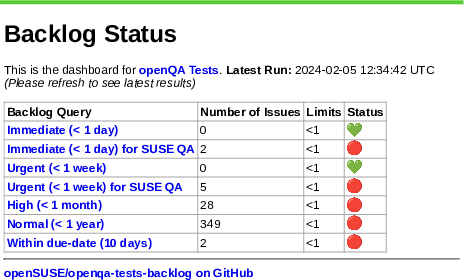 Backlog Status
This is the dashboard for openQA Tests. Latest Run: 2024-02-05 12:34:42 UTC
(Please refresh to see latest results)
Backlog Query Number of Issues Limits Status
Immediate (< 1 day) 0 <1 💚
Immediate (< 1 day) for SUSE QA 2 <1 🔴
Urgent (< 1 week) 0 <1 💚
Urgent (< 1 week) for SUSE QA 5 <1 🔴
High (< 1 month) 28 <1 🔴
Normal (< 1 year) 349 <1 🔴
Within due-date (10 days) 2 <1 🔴
openSUSE/openqa-tests-backlog on GitHub